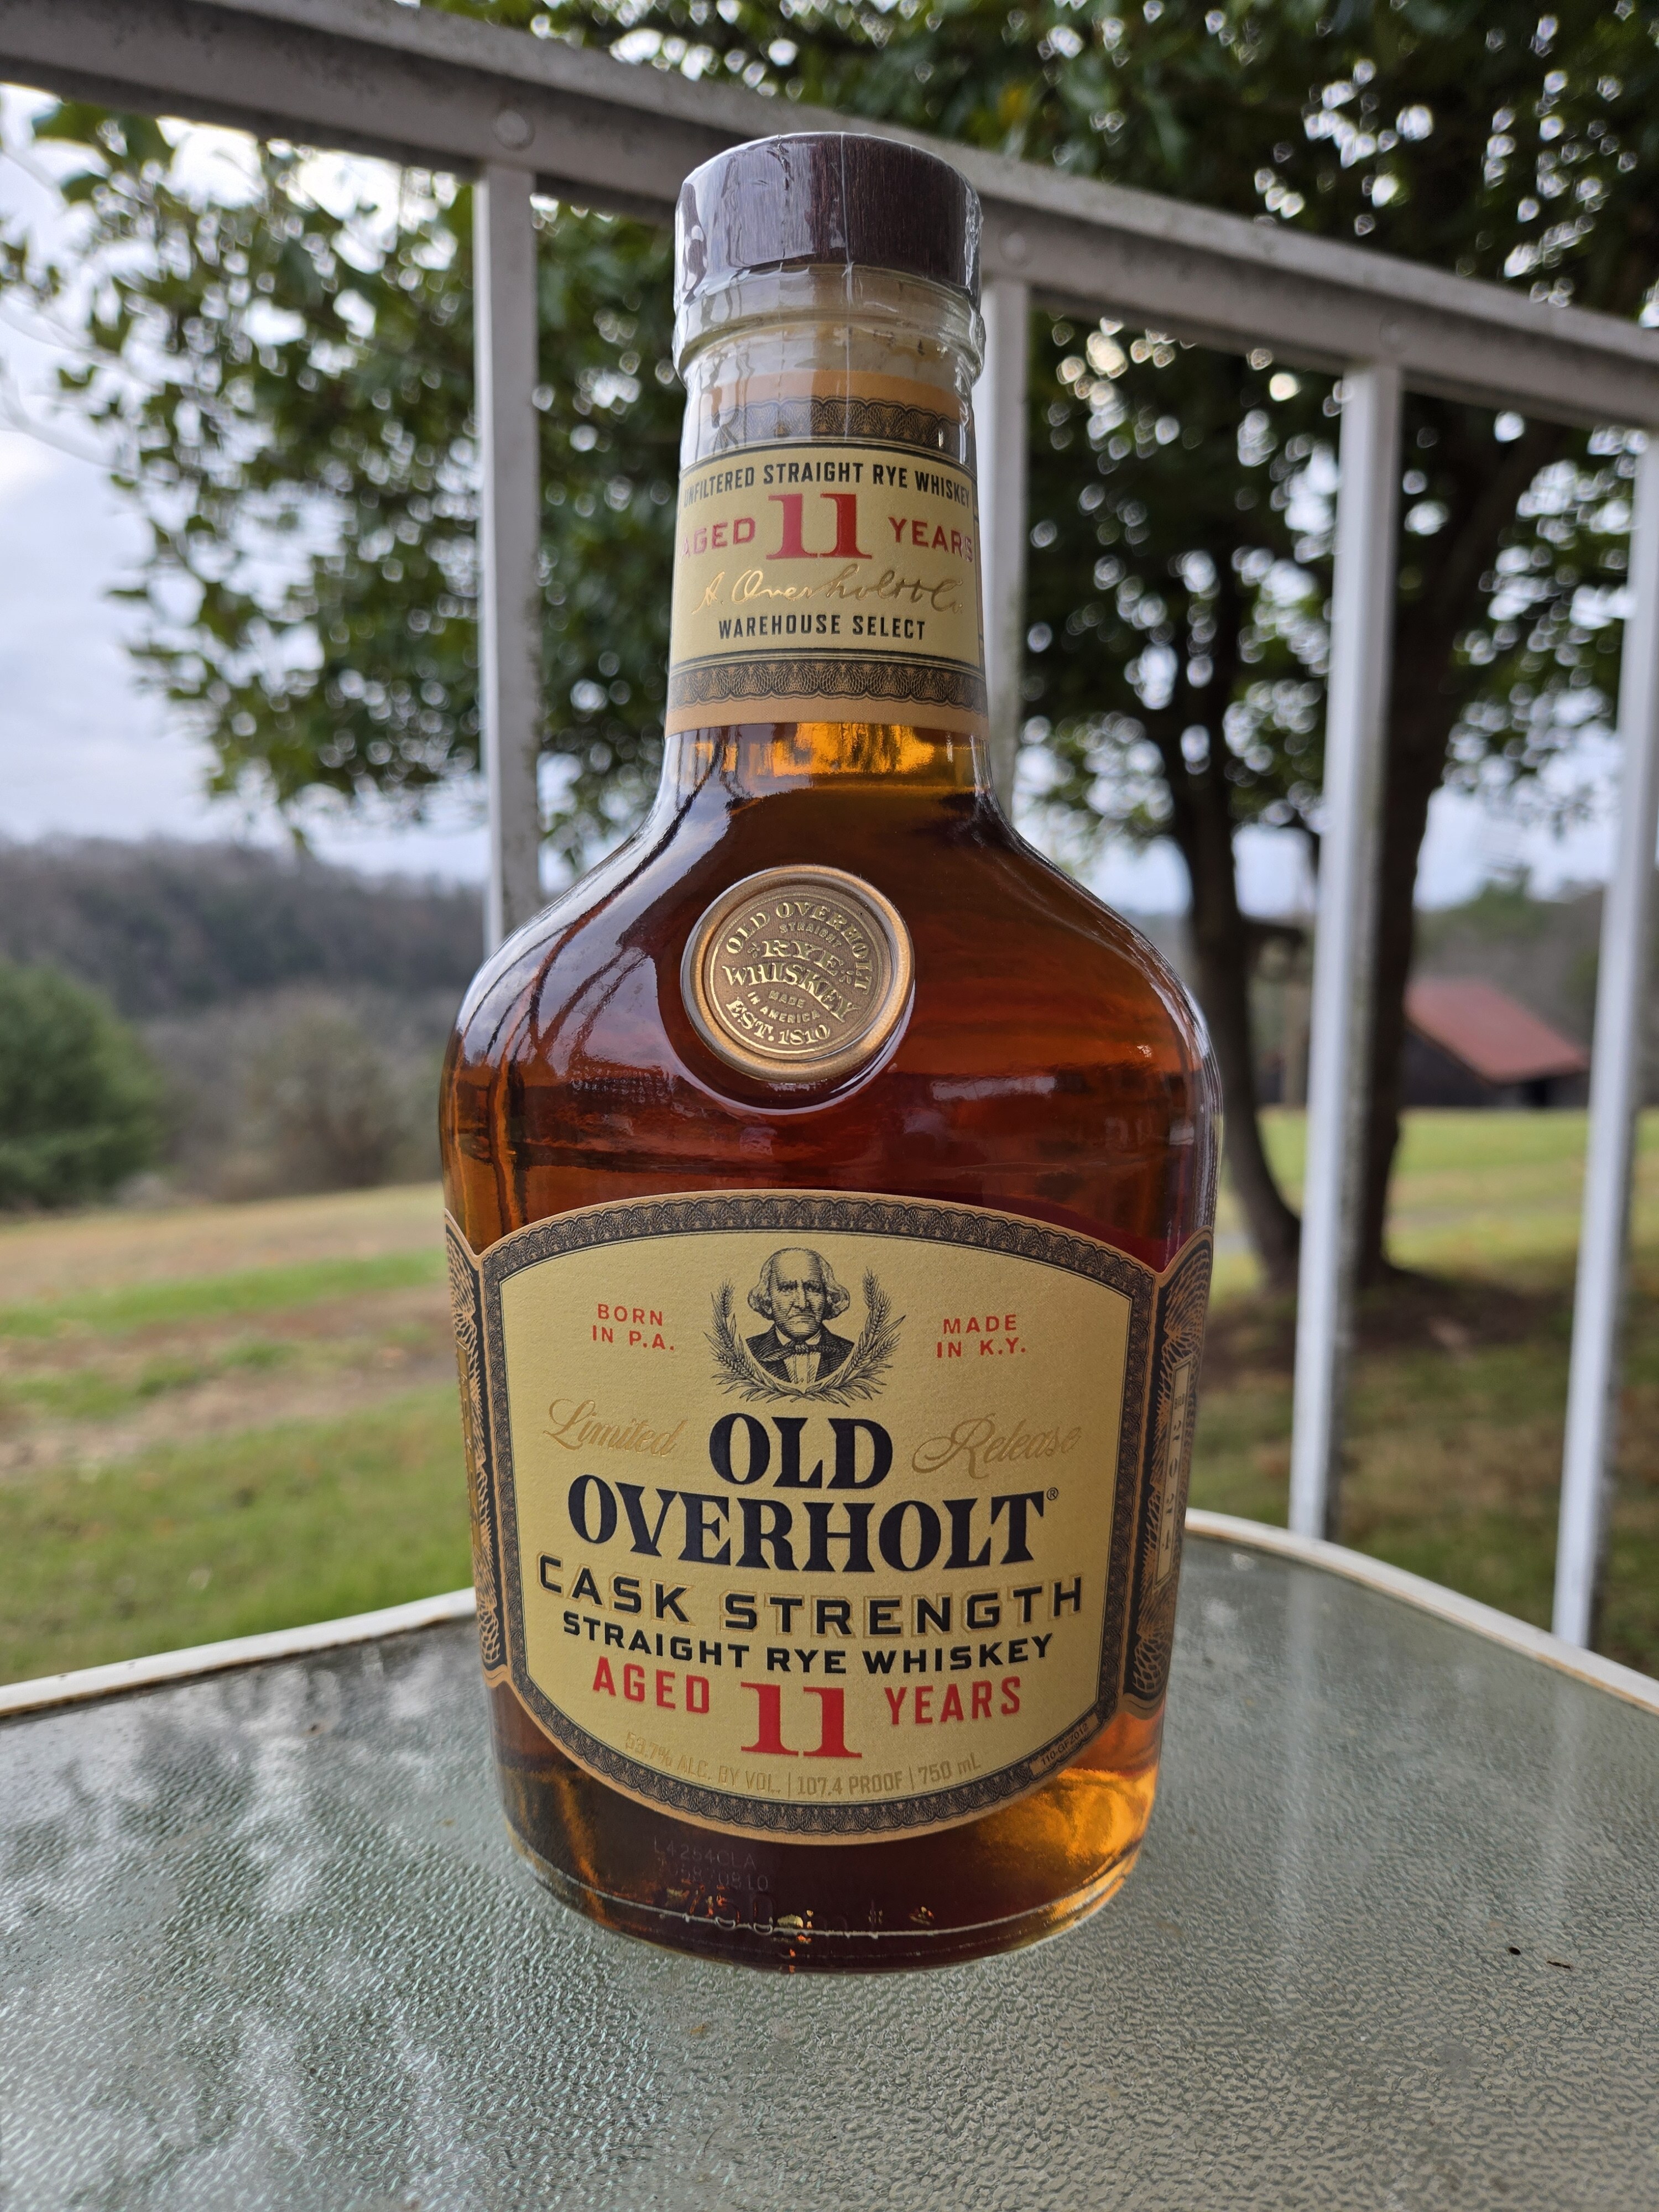 UNFILTERED STRAIGHT RYE WHISKEY
AGED 11 YEARS
A. Overholt & Co.
WAREHOUSE SELECT
OLD OVERHOLT
STRAIGHT
RYE
WHISKEY
MADE
IN AMERICA
EST. 1810
BORN
IN P.A.
MADE
IN K.Y.
Limited Release
OLD
OVERHOLT®
CASK STRENGTH
STRAIGHT RYE WHISKEY
AGED 11 YEARS
53.7% ALC. BY VOL. | 107.4 PROOF | 750 mL
L4254CLA
750 mL